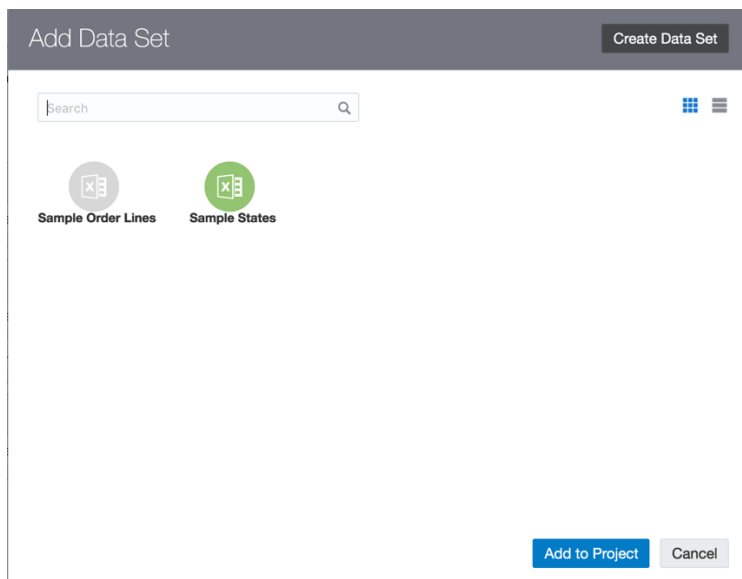 Add Data Set
Create Data Set
Search
Sample Order Lines
Sample States
Add to Project
Cancel